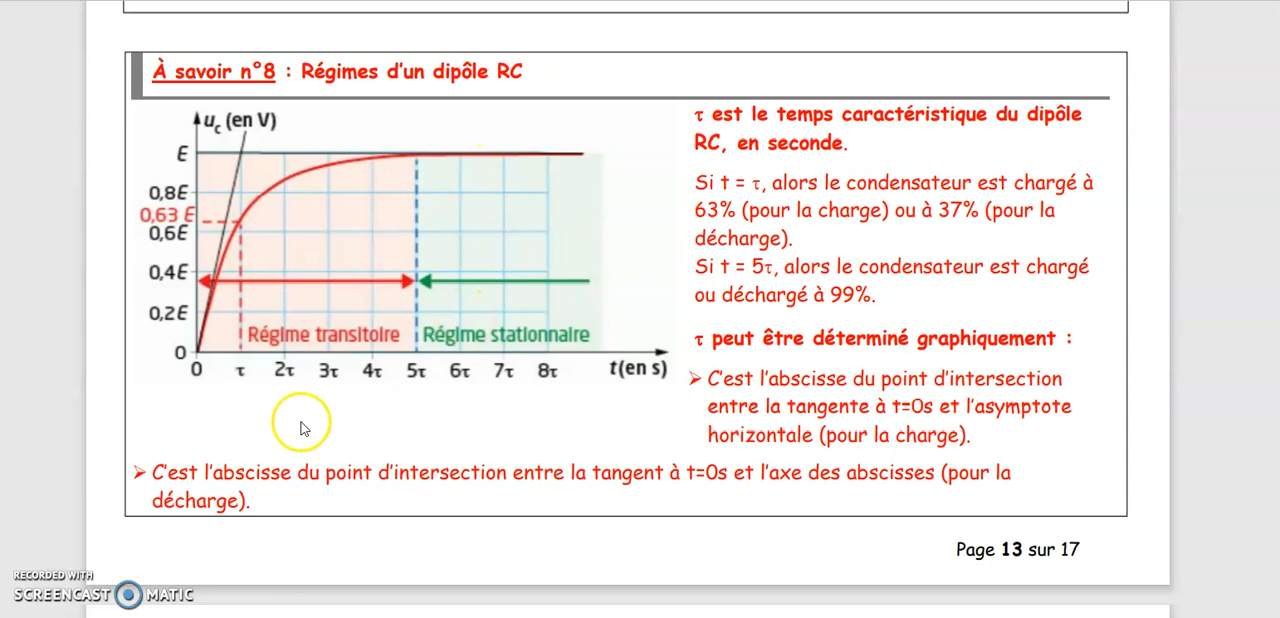 À savoir n°8 : Régimes d'un dipôle RC
u_c (en V)
E
0,8E
0,63 E
0,6E
0,4E
0,2E
0
Régime transitoire
Régime stationnaire
0 τ 2τ 3τ 4τ 5τ 6τ 7τ 8τ t(en s)
τ est le temps caractéristique du dipôle
RC, en seconde.
Si t = τ, alors le condensateur est chargé à
63% (pour la charge) ou à 37% (pour la
décharge).
Si t = 5τ, alors le condensateur est chargé
ou déchargé à 99%.
τ peut être déterminé graphiquement :
➢ C'est l'abscisse du point d'intersection
entre la tangente à t=0s et l'asymptote
horizontale (pour la charge).
➢ C'est l'abscisse du point d'intersection entre la tangent à t=0s et l'axe des abscisses (pour la
décharge).
Page 13 sur 17
RECORDED WITH
SCREENCAST MATIC